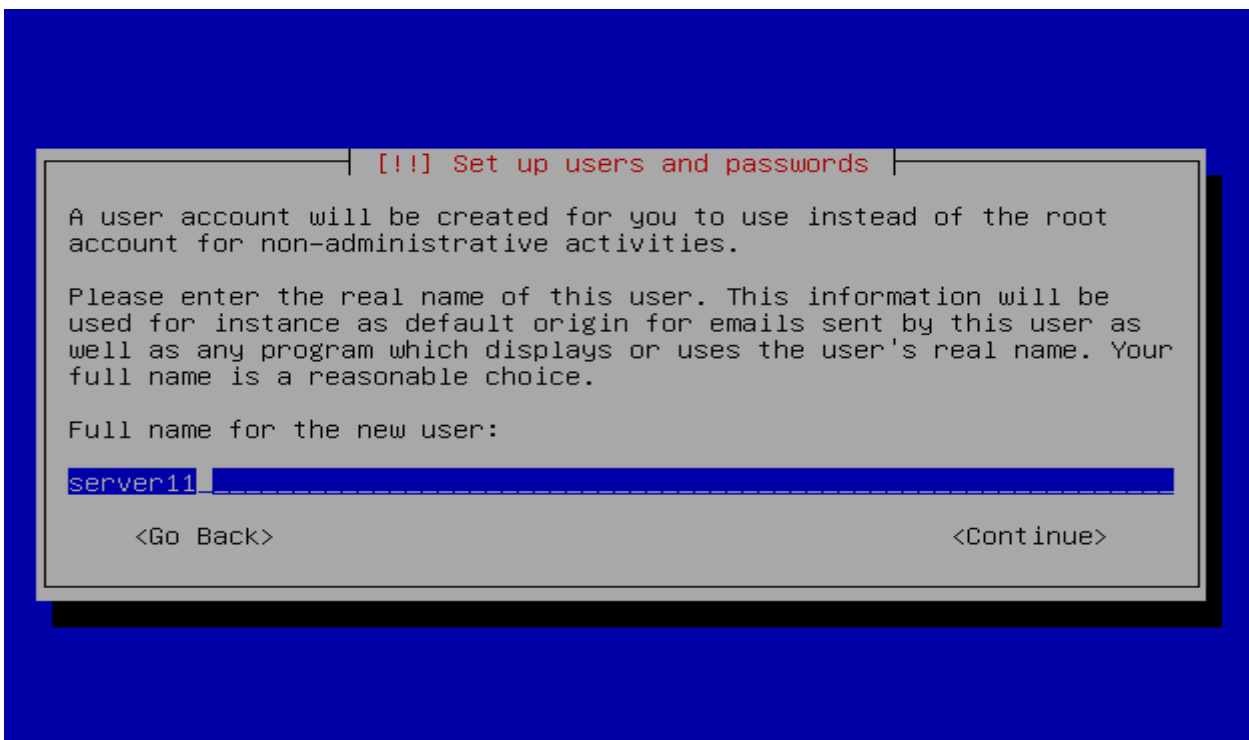 [!!] Set up users and passwords
A user account will be created for you to use instead of the root
account for non-administrative activities.
Please enter the real name of this user. This information will be
used for instance as default origin for emails sent by this user as
well as any program which displays or uses the user's real name. Your
full name is a reasonable choice.
Full name for the new user:
server11
<Go Back> <Continue>